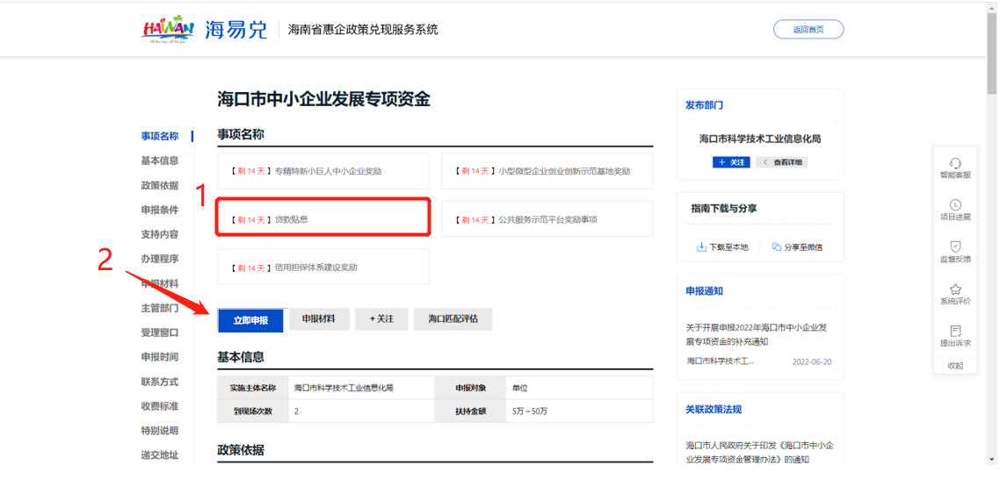 HAINAN 海易兑 海南省惠企政策兑现服务系统 返回首页
海口市中小企业发展专项资金
事项名称
基本信息
政策依据
申报条件
支持内容
办理程序
申报材料
主管部门
受理窗口
申报时间
联系方式
收费标准
特别说明
递交地址
事项名称
【 剩 14 天 】专精特新小巨人中小企业奖励
【 剩 14 天 】小型微型企业创业创新示范基地奖励
1
【 剩 14 天 】贷款贴息
【 剩 14 天 】公共服务示范平台奖励事项
【 剩 14 天 】信用担保体系建设奖励
2
立即申报 申报材料 + 关注 海口匹配评估
基本信息
实施主体名称 海口市科学技术工业信息化局 申报对象 单位
到现场次数 2 扶持金额 5万～50万
政策依据
发布部门
海口市科学技术工业信息化局
+ 关注 < 查看详细
指南下载与分享
下载至本地 分享至微信
申报通知
关于开展申报2022年海口市中小企业发
展专项资金的补充通知
海口市科学技术工... 2022-06-20
关联政策法规
海口市人民政府关于印发《海口市中小企
业发展专项资金管理办法》的通知
智能客服
项目进展
监督反馈
系统评价
提出诉求
收起